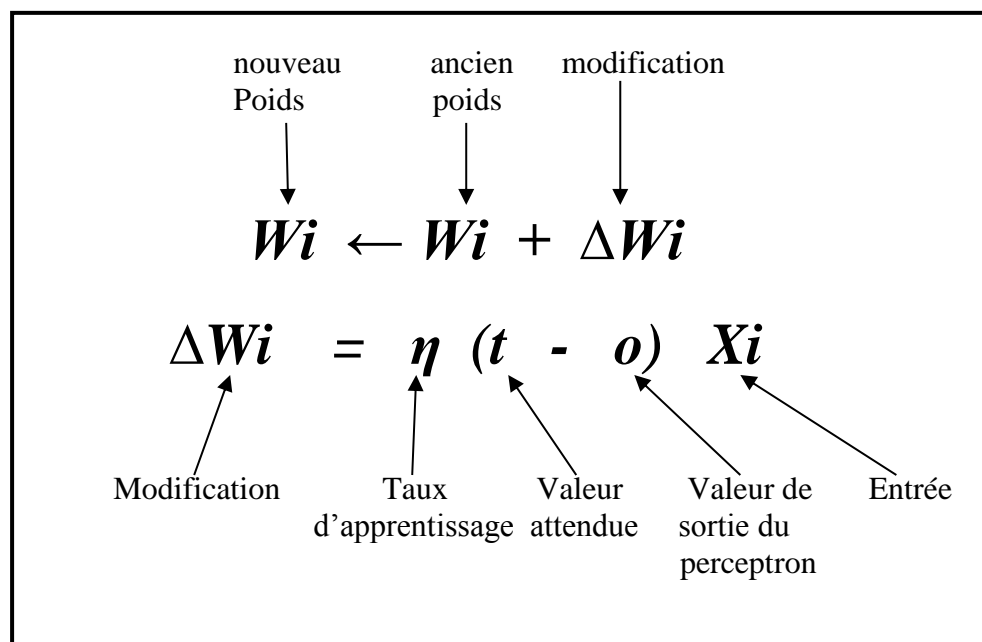 nouveau ancien modification
Poids poids
Wi ← Wi + ΔWi
ΔWi = η (t - o) Xi
Modification Taux Valeur Valeur de Entrée
d’apprentissage attendue sortie du
perceptron